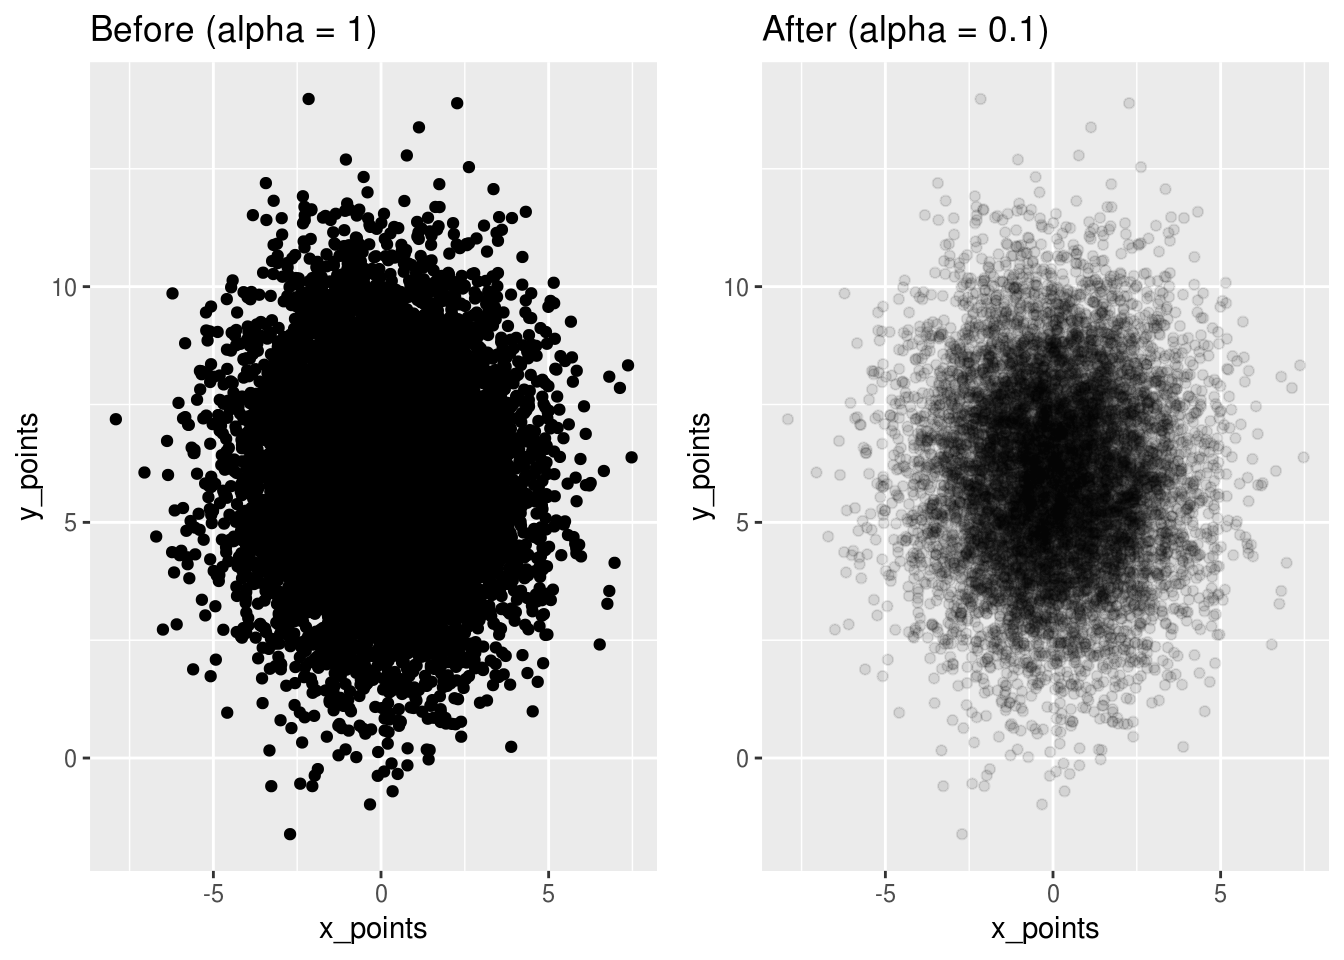 Before (alpha = 1)
y_points
10
5
0
-5
0
5
x_points
After (alpha = 0.1)
y_points
10
5
0
-5
0
5
x_points